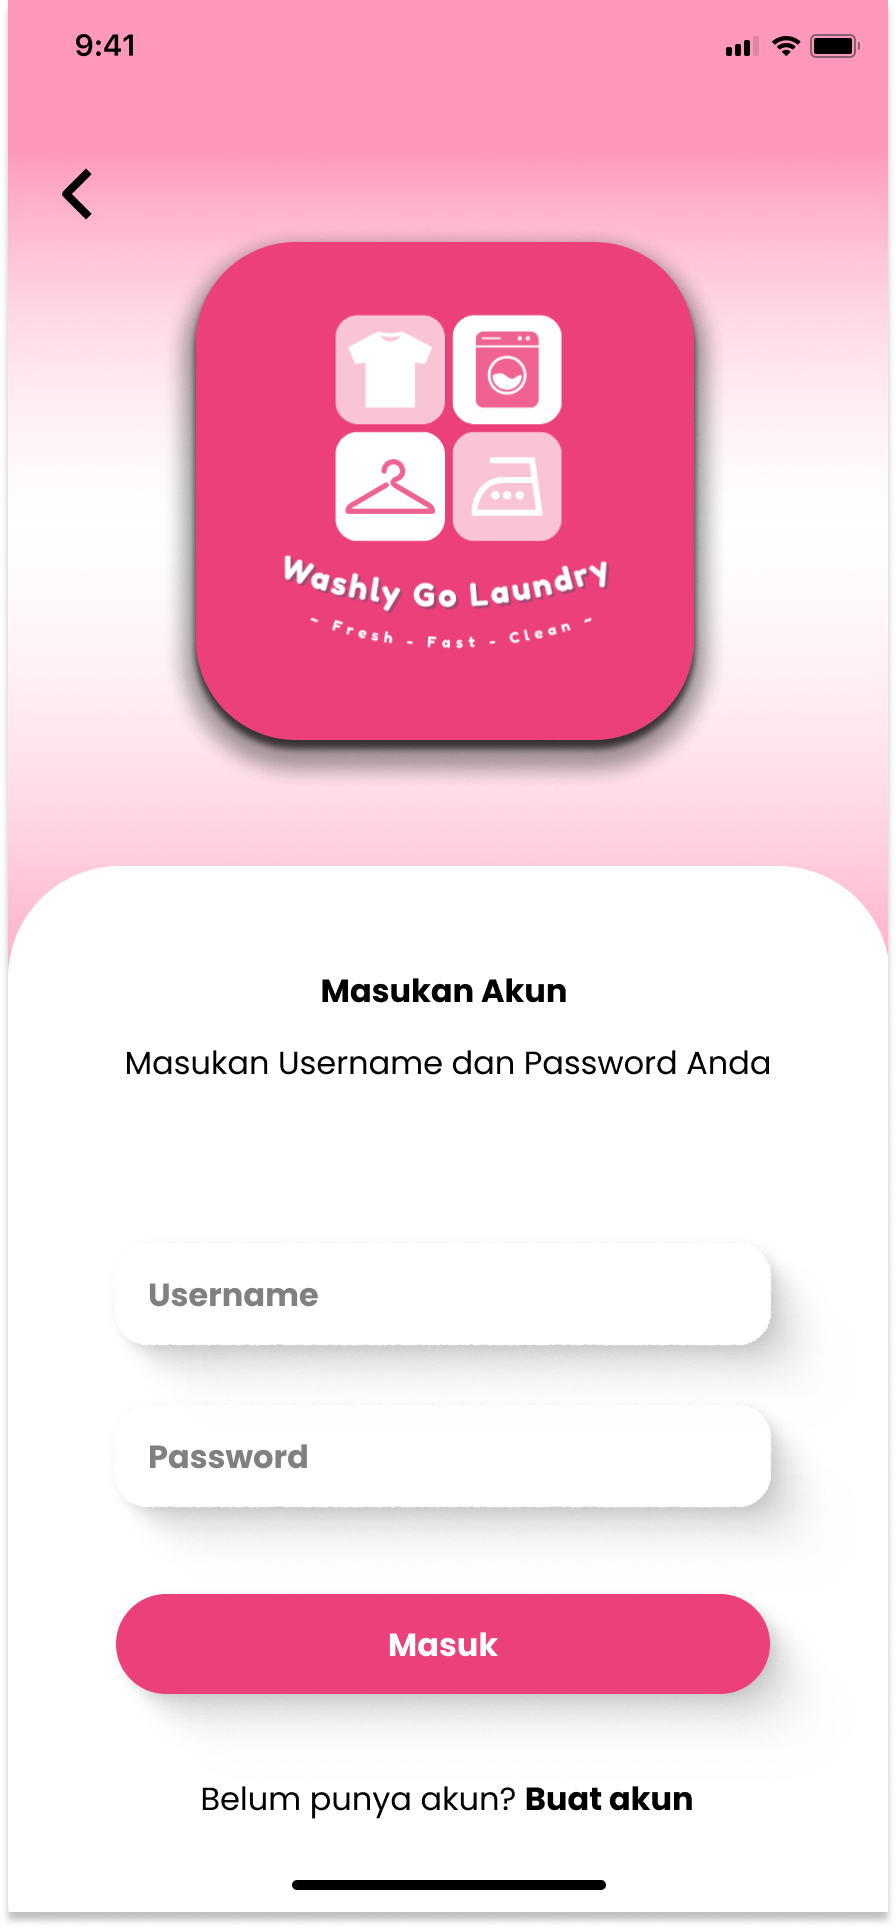 9:41
Washly Go Laundry
~ Fresh - Fast - Clean ~
Masukan Akun
Masukan Username dan Password Anda
Username
Password
Masuk
Belum punya akun? Buat akun